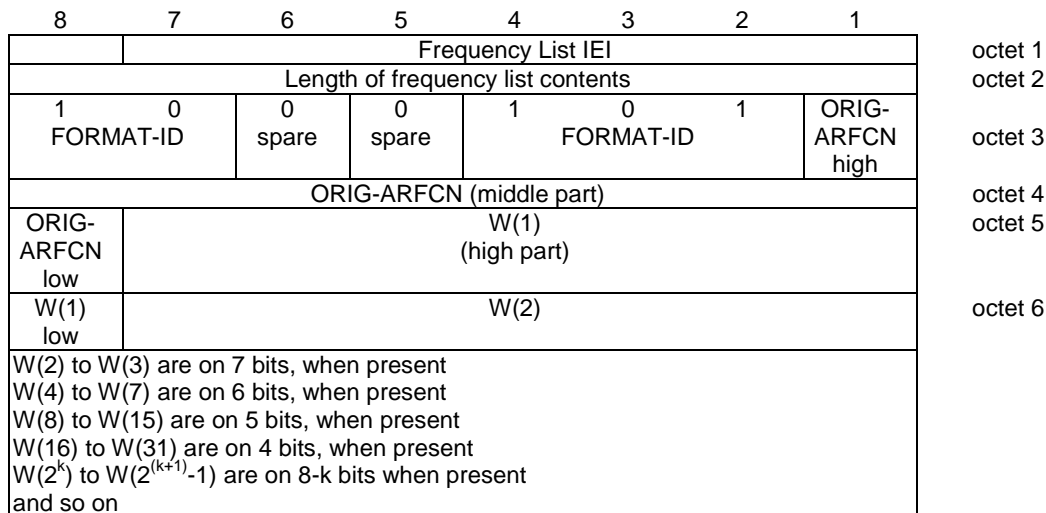 8 7 6 5 4 3 2 1
Frequency List IEI octet 1
Length of frequency list contents octet 2
1 0 0 0 1 0 1 ORIG-
FORMAT-ID spare spare FORMAT-ID ARFCN octet 3
high
ORIG-ARFCN (middle part) octet 4
ORIG- W(1) octet 5
ARFCN (high part)
low
W(1) W(2) octet 6
low
W(2) to W(3) are on 7 bits, when present
W(4) to W(7) are on 6 bits, when present
W(8) to W(15) are on 5 bits, when present
W(16) to W(31) are on 4 bits, when present
W(2^k) to W(2^(k+1)-1) are on 8-k bits when present
and so on